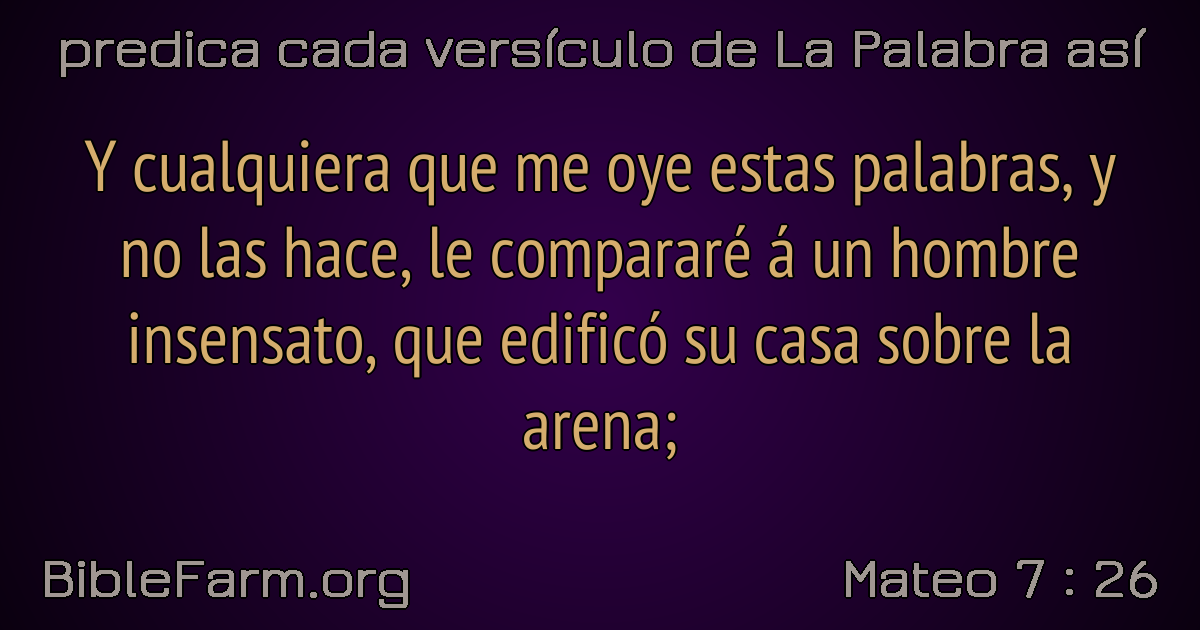 predica cada versículo de La Palabra así
Y cualquiera que me oye estas palabras, y
no las hace, le compararé á un hombre
insensato, que edificó su casa sobre la
arena;
BibleFarm.org
Mateo 7 : 26